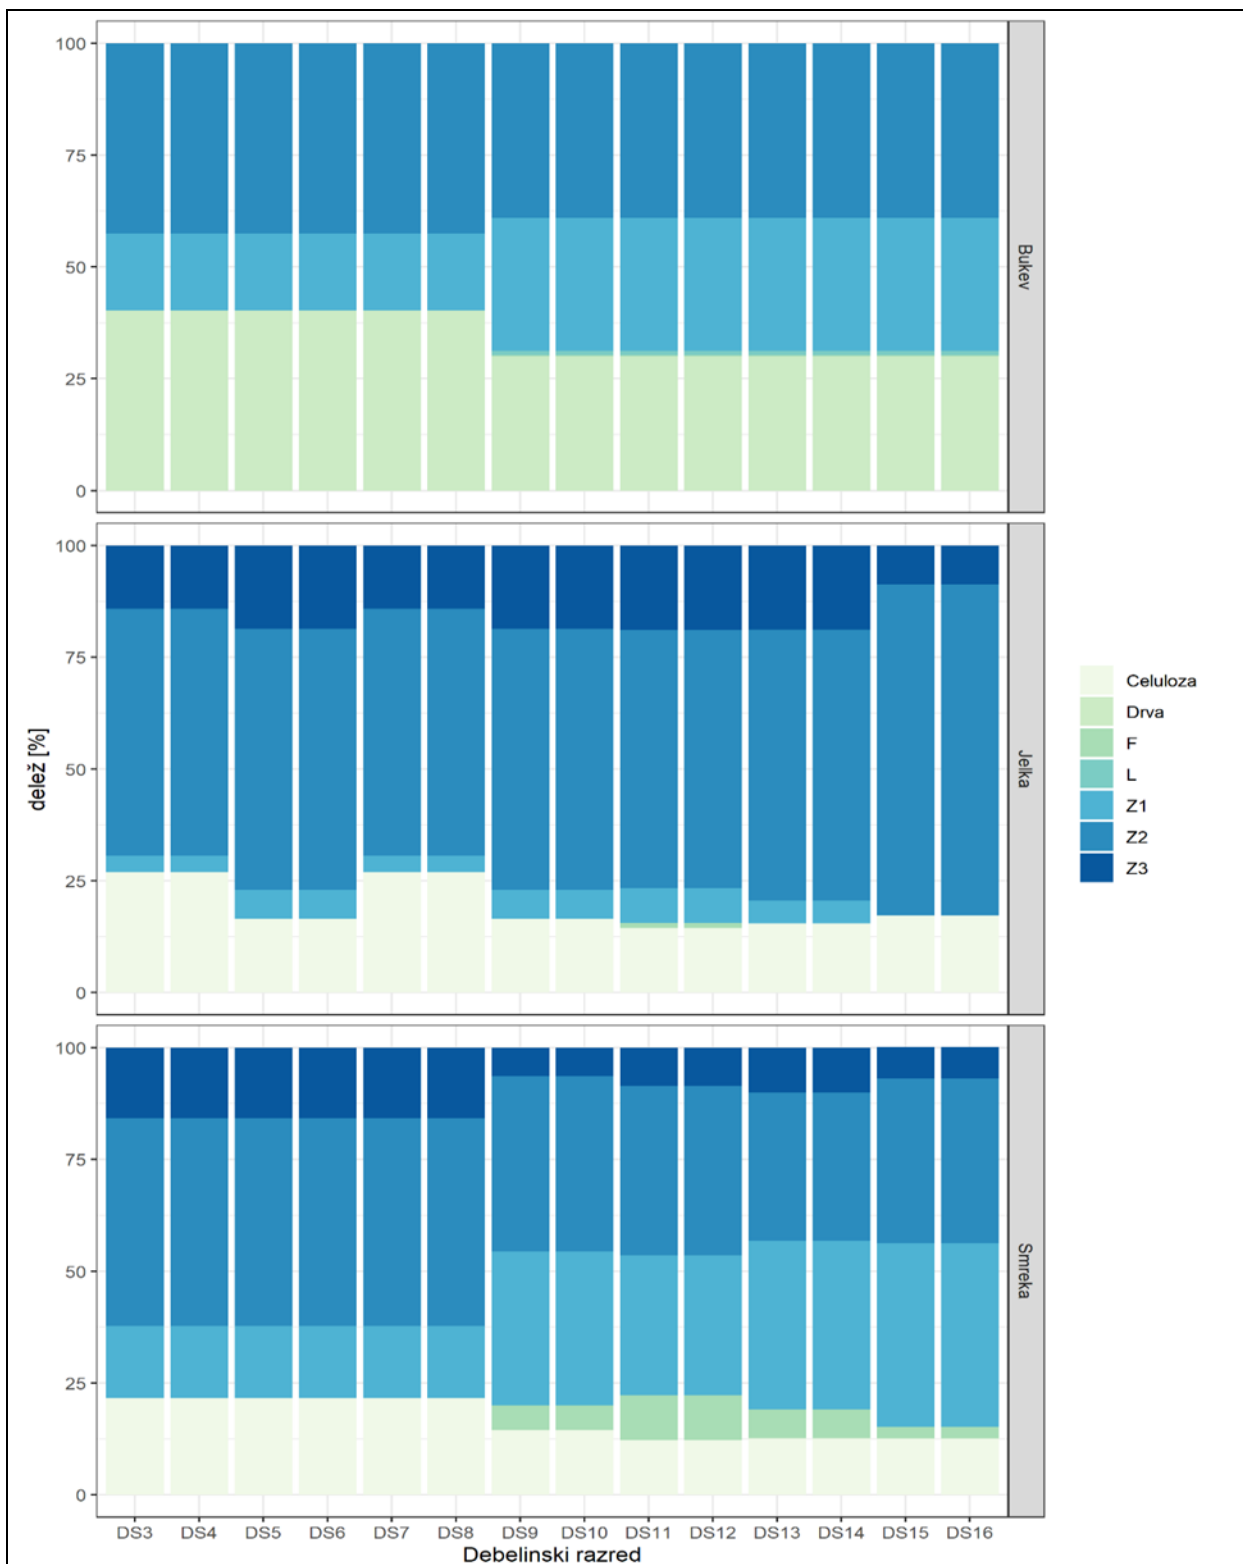 100
75
50
25
0
Bukev
100
75
50
25
0
Jelka
100
75
50
25
0
Smreka
delež [%]
DS3 DS4 DS5 DS6 DS7 DS8 DS9 DS10 DS11 DS12 DS13 DS14 DS15 DS16
Debelinski razred
Celuloza
Drva
F
L
Z1
Z2
Z3